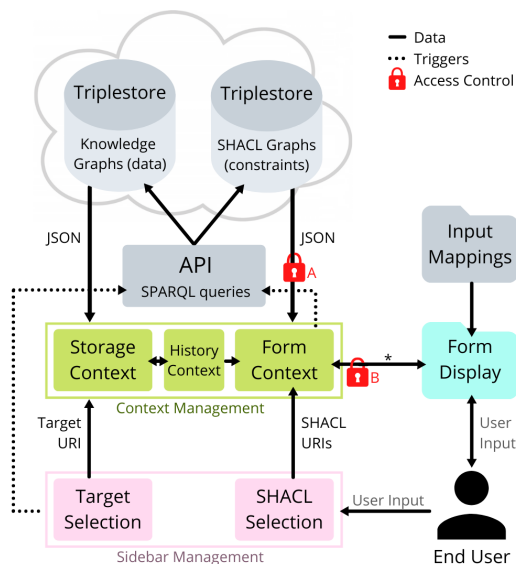 Data
Triggers
Access Control
Triplestore
Knowledge
Graphs (data)
Triplestore
SHACL Graphs
(constraints)
JSON
JSON
A
API
SPARQL queries
Input
Mappings
Storage
Context
History
Context
Form
Context
*
B
Form
Display
Context Management
Target
URI
SHACL
URIs
User
Input
Target
Selection
SHACL
Selection
User Input
Sidebar Management
End User